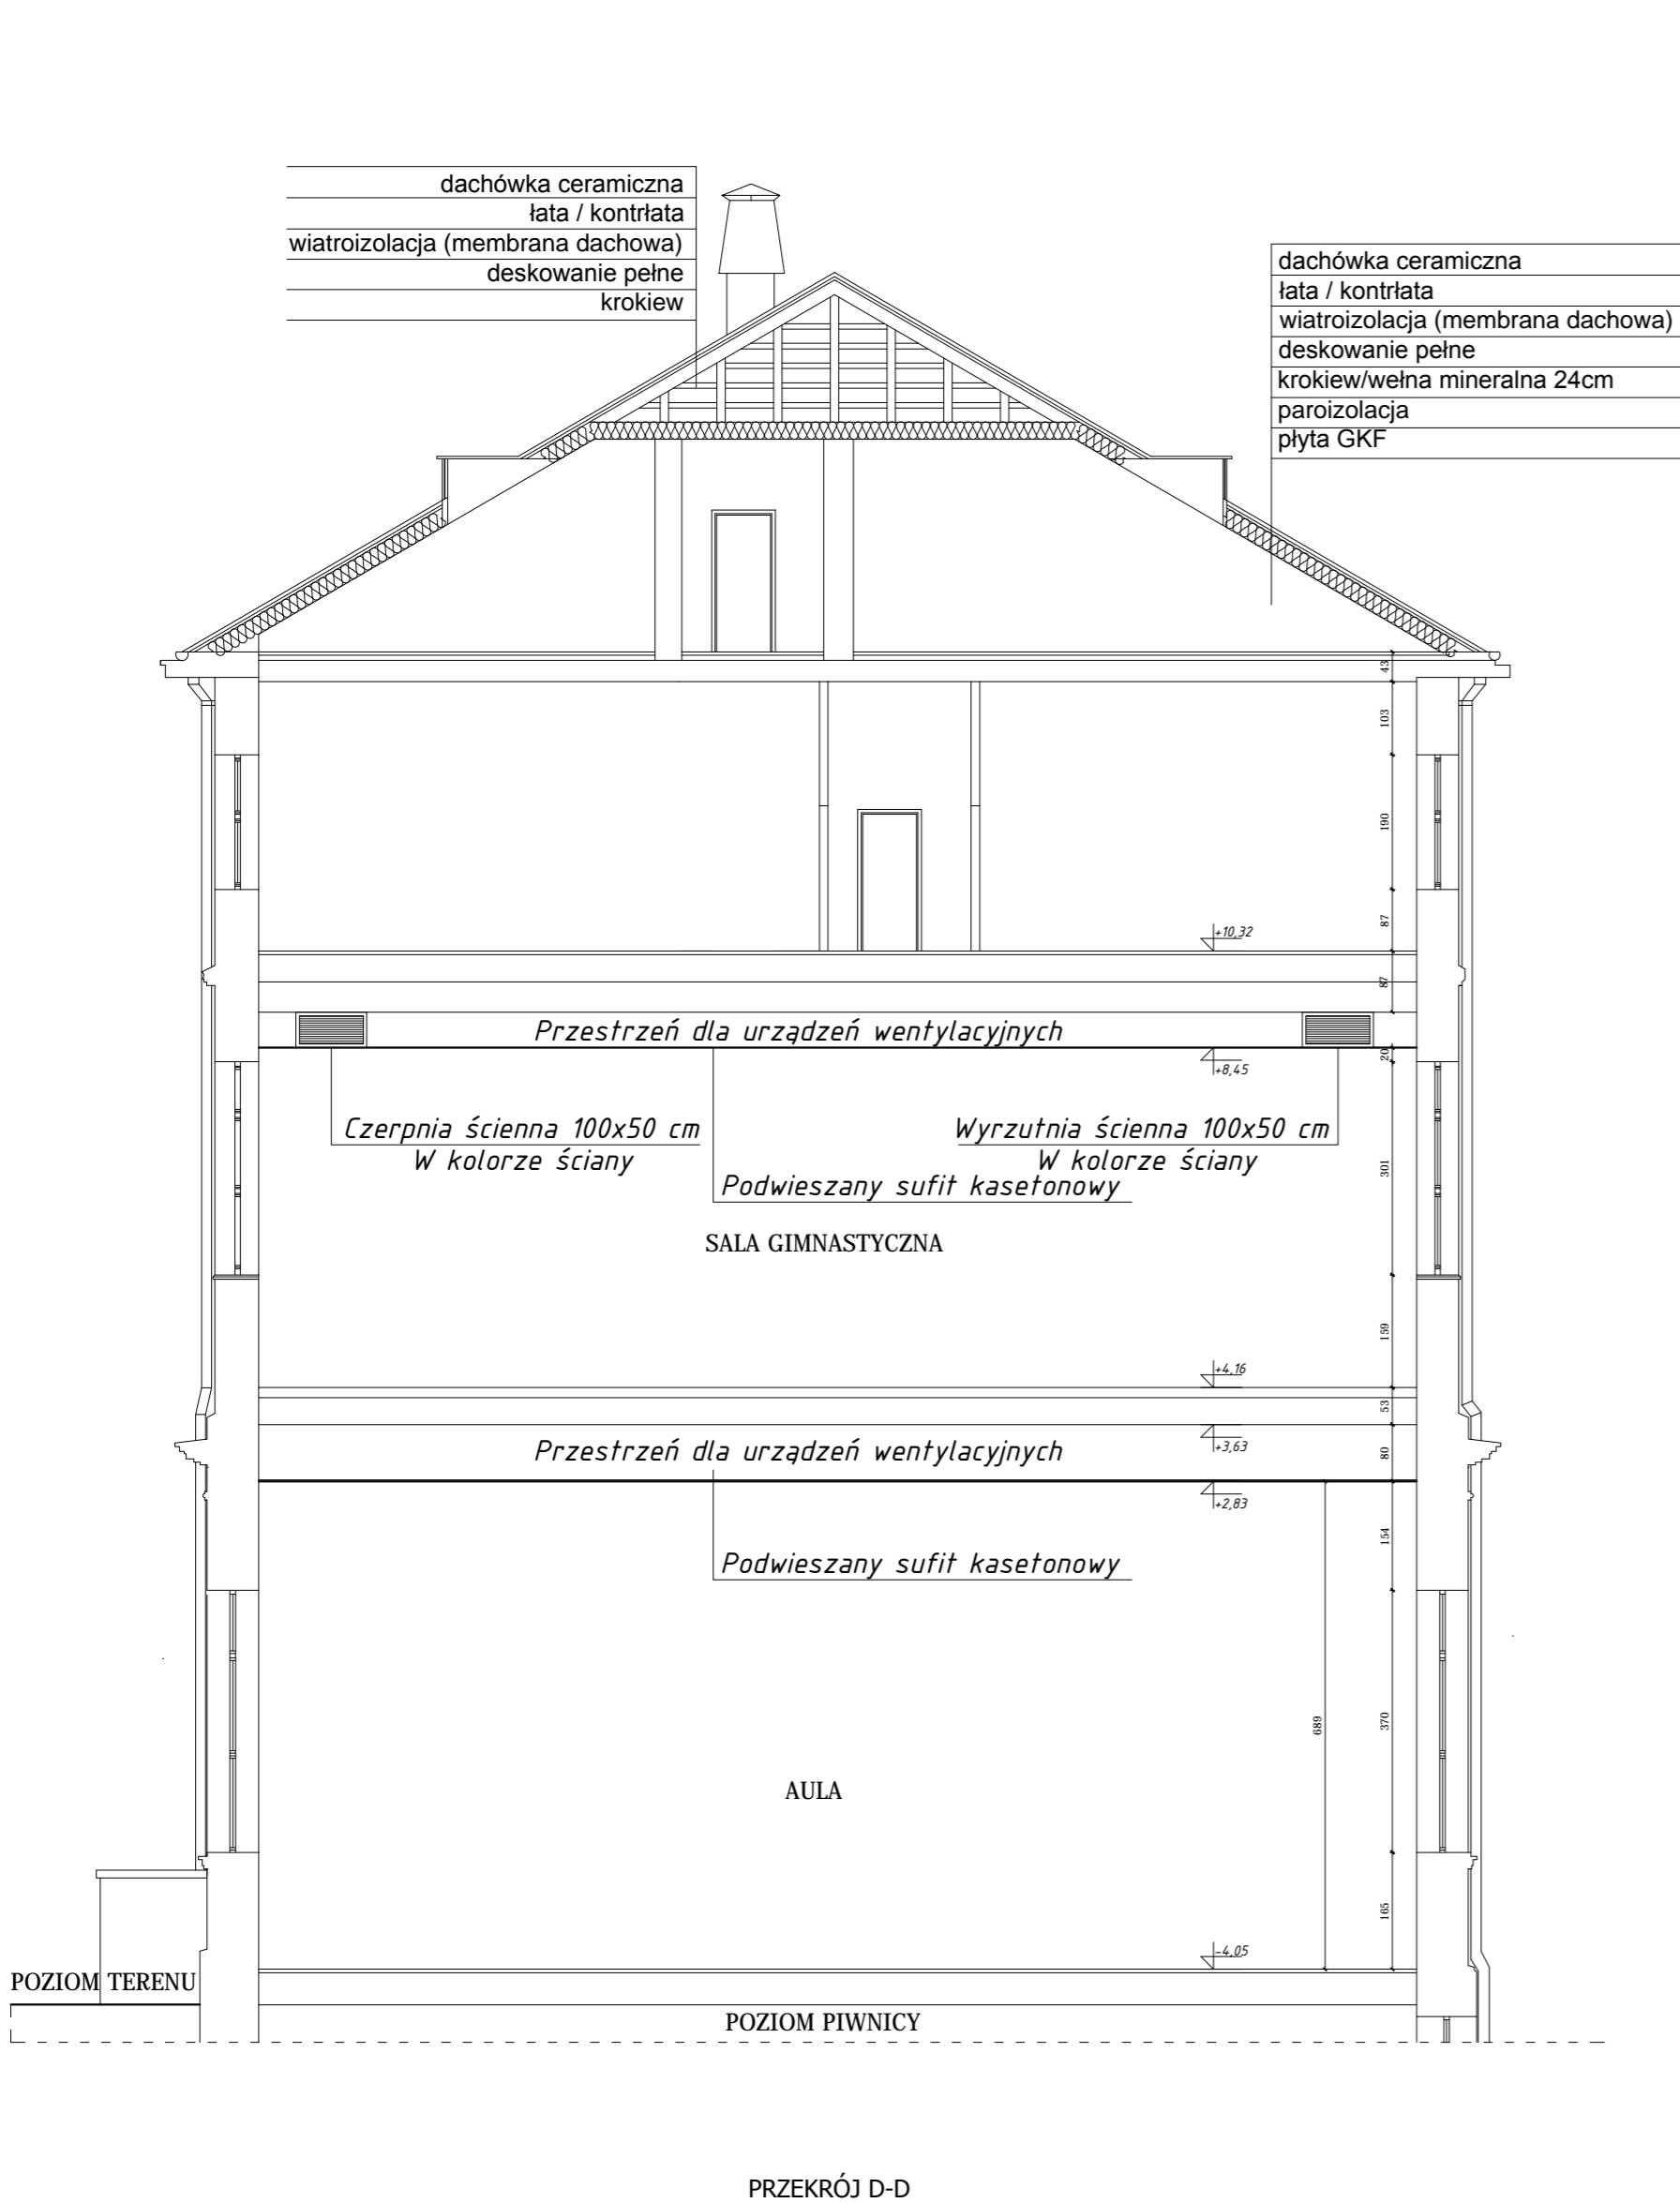 dachówka ceramiczna
łata / kontrłata
wiatroizolacja (membrana dachowa)
deskowanie pełne
krokiew
dachówka ceramiczna
łata / kontrłata
wiatroizolacja (membrana dachowa)
deskowanie pełne
krokiew/wełna mineralna 24cm
paroizolacja
płyta GKF
43
103
190
87
+10,32
87
Przestrzeń dla urządzeń wentylacyjnych
20
+8,45
Czerpnia ścienna 100x50 cm
W kolorze ściany
Wyrzutnia ścienna 100x50 cm
W kolorze ściany
Podwieszany sufit kasetonowy
301
SALA GIMNASTYCZNA
159
+4,16
53
+3,63
Przestrzeń dla urządzeń wentylacyjnych
80
+2,83
154
Podwieszany sufit kasetonowy
689
370
AULA
165
-4,05
POZIOM TERENU
POZIOM PIWNICY
PRZEKRÓJ D-D